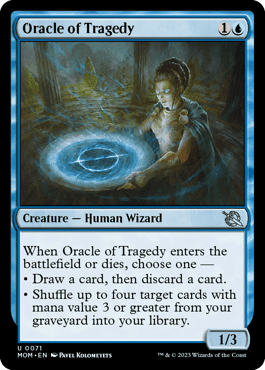 Oracle of Tragedy 1
Creature — Human Wizard
When Oracle of Tragedy enters the
battlefield or dies, choose one —
• Draw a card, then discard a card.
• Shuffle up to four target cards with
mana value 3 or greater from your
graveyard into your library.
1/3
U 0071
MOM • EN Pavel Kolomeyets
™ & © 2023 Wizards of the Coast